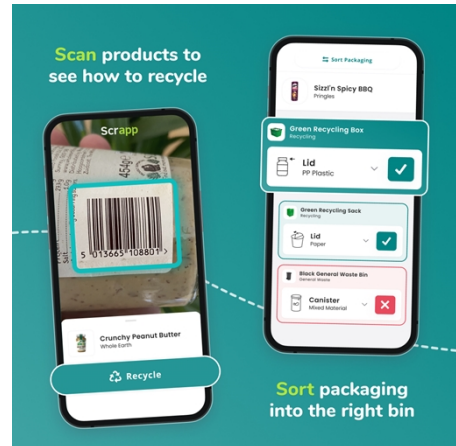 Scan products to
see how to recycle
Scrapp
454g
5 013665 108801 >
Crunchy Peanut Butter
Whole Earth
Recycle
Sort Packaging
Sizzl'n Spicy BBQ
Pringles
Green Recycling Box
Recycling
Lid
PP Plastic
Green Recycling Sack
Recycling
Lid
Paper
Black General Waste Bin
General Waste
Canister
Mixed Material
Sort packaging
into the right bin